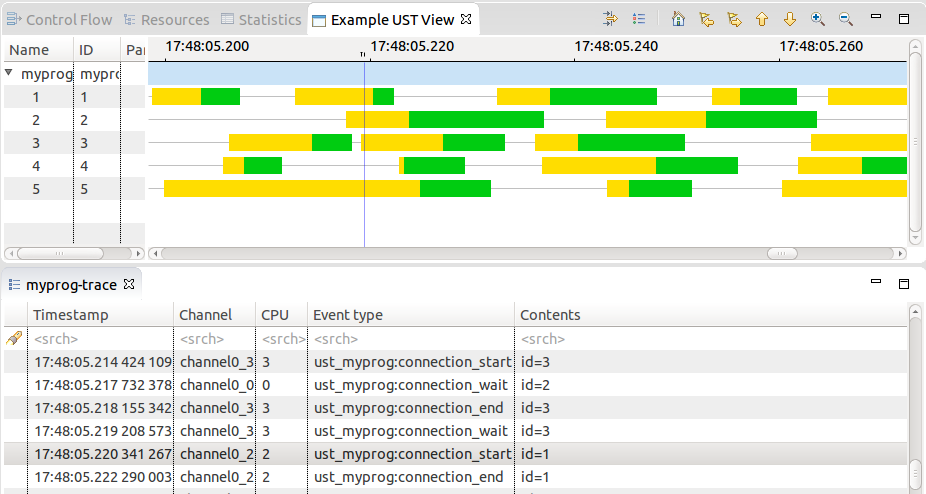 Control Flow Resources Statistics Example UST View
Name ID Par 17:48:05.200 17:48:05.220 17:48:05.240 17:48:05.260
myprog mypro
1 1
2 2
3 3
4 4
5 5
myprog-trace
Timestamp Channel CPU Event type Contents
<srch> <srch> <srch> <srch> <srch>
17:48:05.214 424 109 channel0_3 3 ust_myprog:connection_start id=3
17:48:05.217 732 378 channel0_0 0 ust_myprog:connection_wait id=2
17:48:05.218 155 342 channel0_3 3 ust_myprog:connection_end id=3
17:48:05.219 208 573 channel0_3 3 ust_myprog:connection_wait id=3
17:48:05.220 341 267 channel0_2 2 ust_myprog:connection_start id=1
17:48:05.222 290 003 channel0_2 2 ust_myprog:connection_end id=1